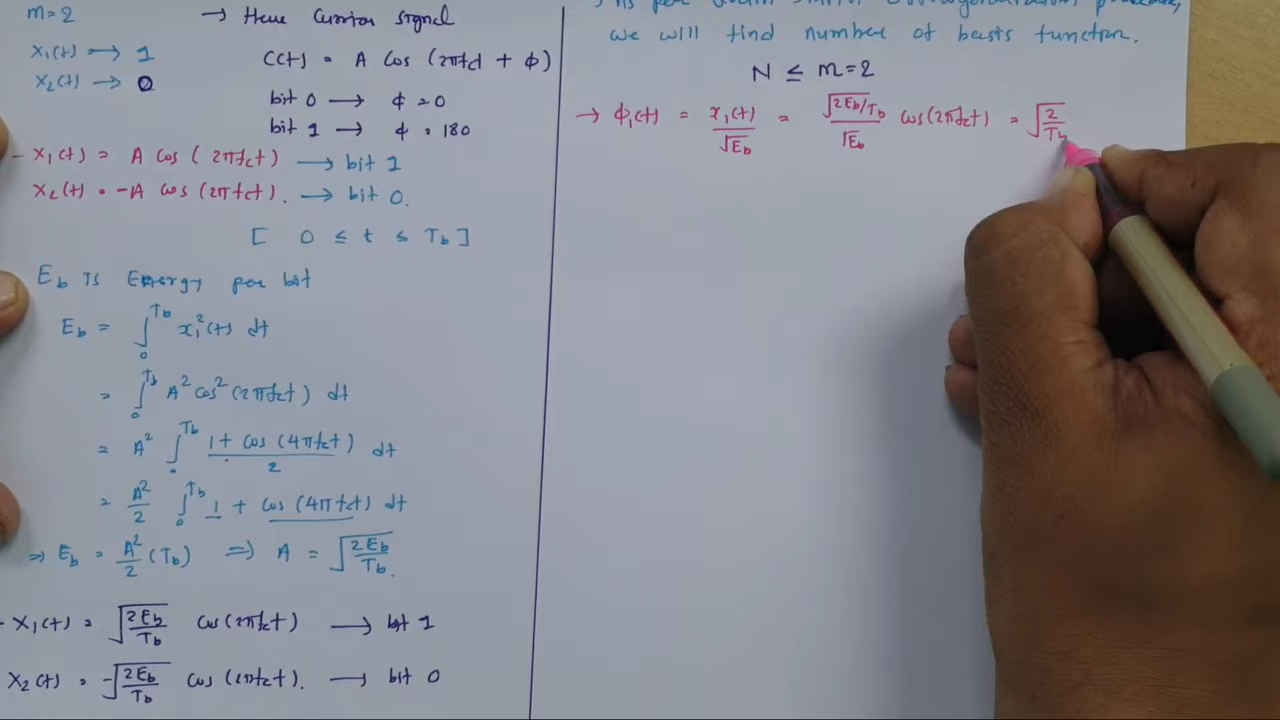 m=2
→ Here Carrior signal
x₁(t) → 1
x₂(t) → 0
C(t) = A Cos (2πfct + ϕ)
bit 0 → ϕ = 0
bit 1 → ϕ = 180
- x₁(t) = A Cos (2πfct) → bit 1
x₂(t) = -A cos (2πfct). → bit 0.
[ 0 ≤ t ≤ Tb ]
Eb Is Energy per bit
Eb = ∫₀^Tb x₁²(t) dt
= ∫₀^Tb A² cos² (2πfct) dt
= A² ∫₀^Tb (1 + cos (4πfct))/2 dt
= A²/2 ∫₀^Tb 1 + cos (4πfct) dt
⇒ Eb = A²/2 (Tb) ⇒ A = √(2Eb/Tb).
- x₁(t) = √(2Eb/Tb) cos(2πfct) → bit 1
x₂(t) = -√(2Eb/Tb) cos (2πfct). → bit 0
we will find number of basis function.
N ≤ m=2
→ ϕ₁(t) = x₁(t)/√Eb = √(2Eb/Tb)/√Eb cos(2πfct) = √(2/Tb)